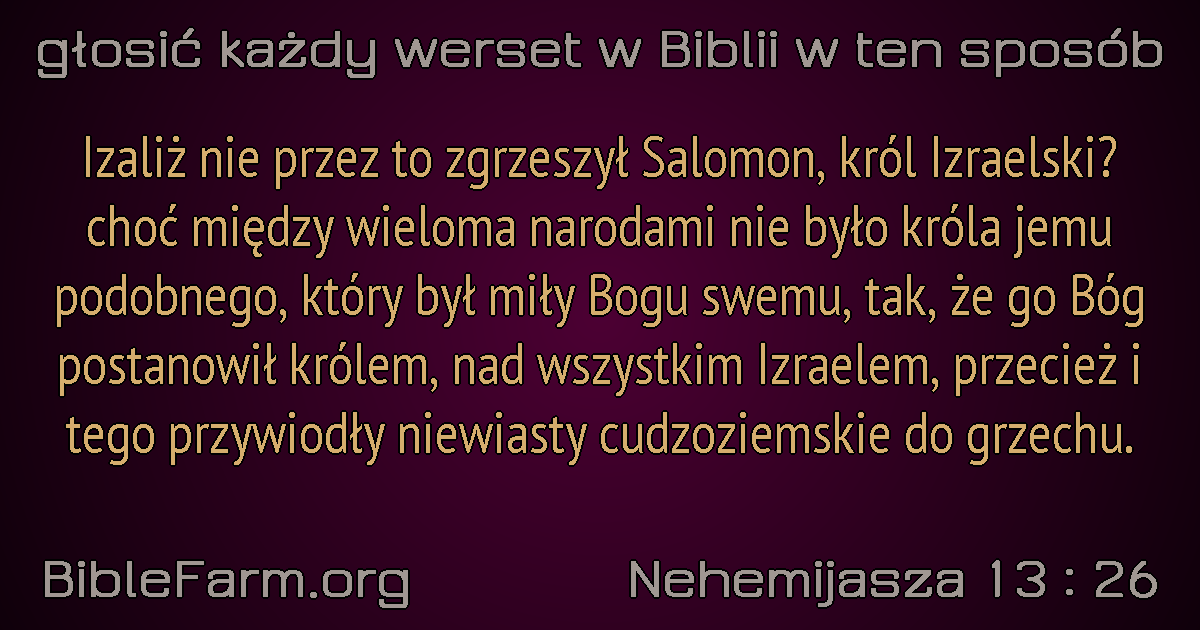 głosić każdy werset w Biblii w ten sposób
Izaliż nie przez to zgrzeszył Salomon, król Izraelski?
choć między wieloma narodami nie było króla jemu
podobnego, który był miły Bogu swemu, tak, że go Bóg
postanowił królem, nad wszystkim Izraelem, przecież i
tego przywiodły niewiasty cudzoziemskie do grzechu.
BibleFarm.org
Nehemijasza 13 : 26